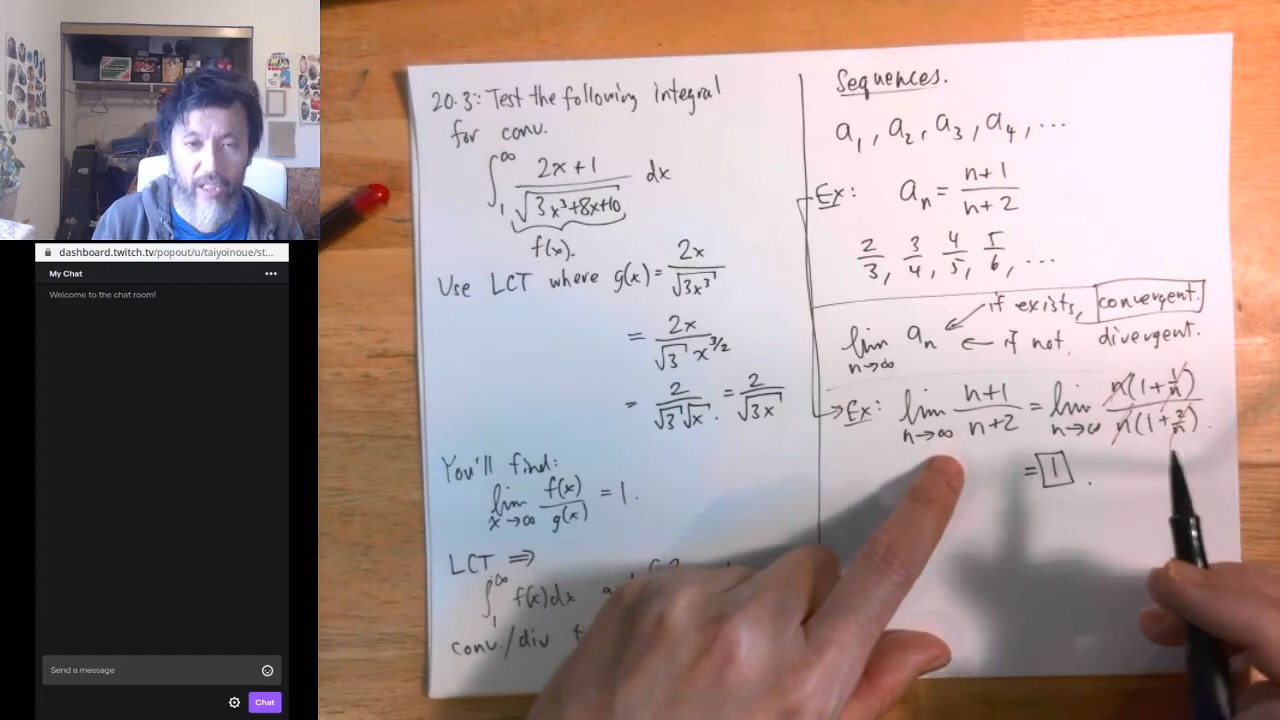 dashboard.twitch.tv/popout/u/taiyoinoue/st...
My Chat
Welcome to the chat room!
Send a message
Chat
20.3: Test the following integral
for conv.
∫₁^∞ (2x+1)/√(3x³+8x+10) dx
f(x).
Use LCT where g(x) = 2x/√(3x³)
= 2x/(√3 x^(3/2))
= 2/(√3 √x). = 2/√(3x)
You'll find:
lim x→∞ f(x)/g(x) = 1.
LCT ⇒
∫₁^∞ f(x)dx
conv./div
Sequences.
a₁, a₂, a₃, a₄, ...
Ex: aₙ = (n+1)/(n+2)
2/3, 3/4, 4/5, 5/6, ...
if exists, convergent.
lim n→∞ aₙ ← if not, divergent.
→ Ex: lim n→∞ (n+1)/(n+2) = lim n→∞ n(1+1/n)/n(1+2/n).
= 1.